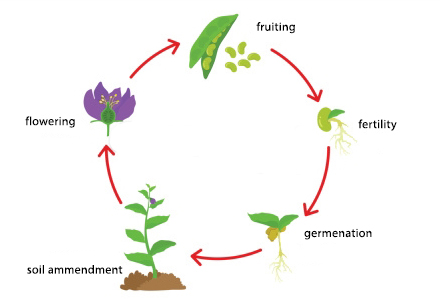 fruiting
fertility
germenation
soil ammendment
flowering